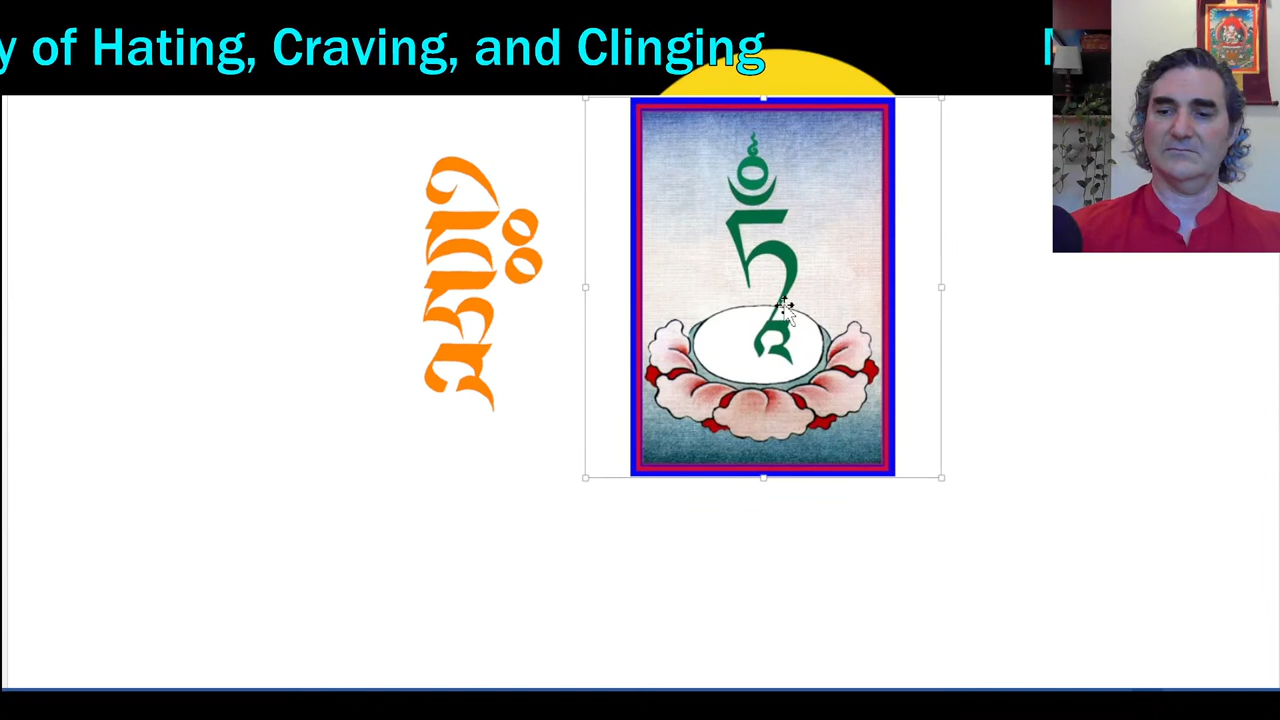 y of Hating, Craving, and Clinging
ཏཱྃ